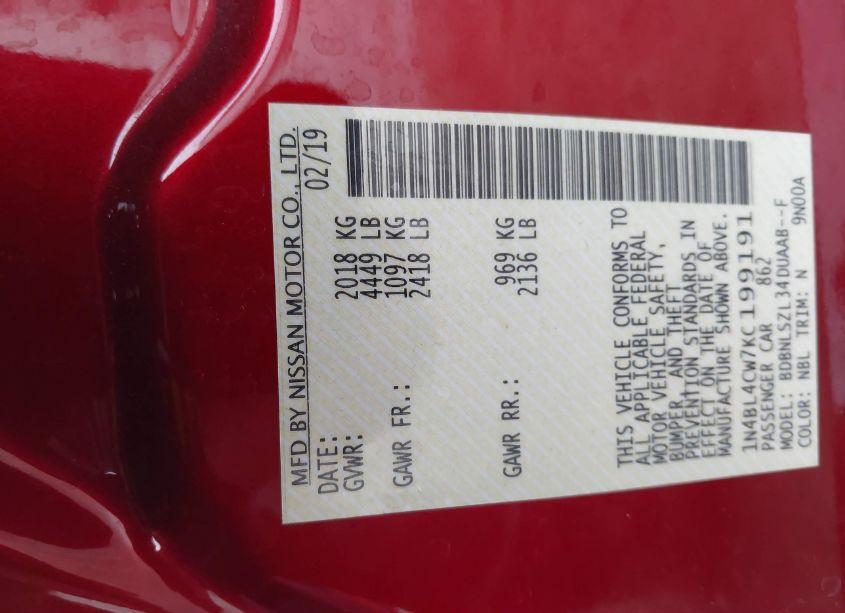 MFD BY NISSAN MOTOR CO., LTD.
DATE: 02/19
GVWR: 2018 KG
4449 LB
GAWR FR.: 1097 KG
2418 LB
GAWR RR.: 969 KG
2136 LB
THIS VEHICLE CONFORMS TO
ALL APPLICABLE FEDERAL
MOTOR VEHICLE SAFETY,
BUMPER, AND THEFT
PREVENTION STANDARDS IN
EFFECT ON THE DATE OF
MANUFACTURE SHOWN ABOVE.
1N4BL4CW7KC199191
PASSENGER CAR 862
MODEL: BDBNLSZL34DUAAB--F
COLOR: NBL TRIM: N 9N00A